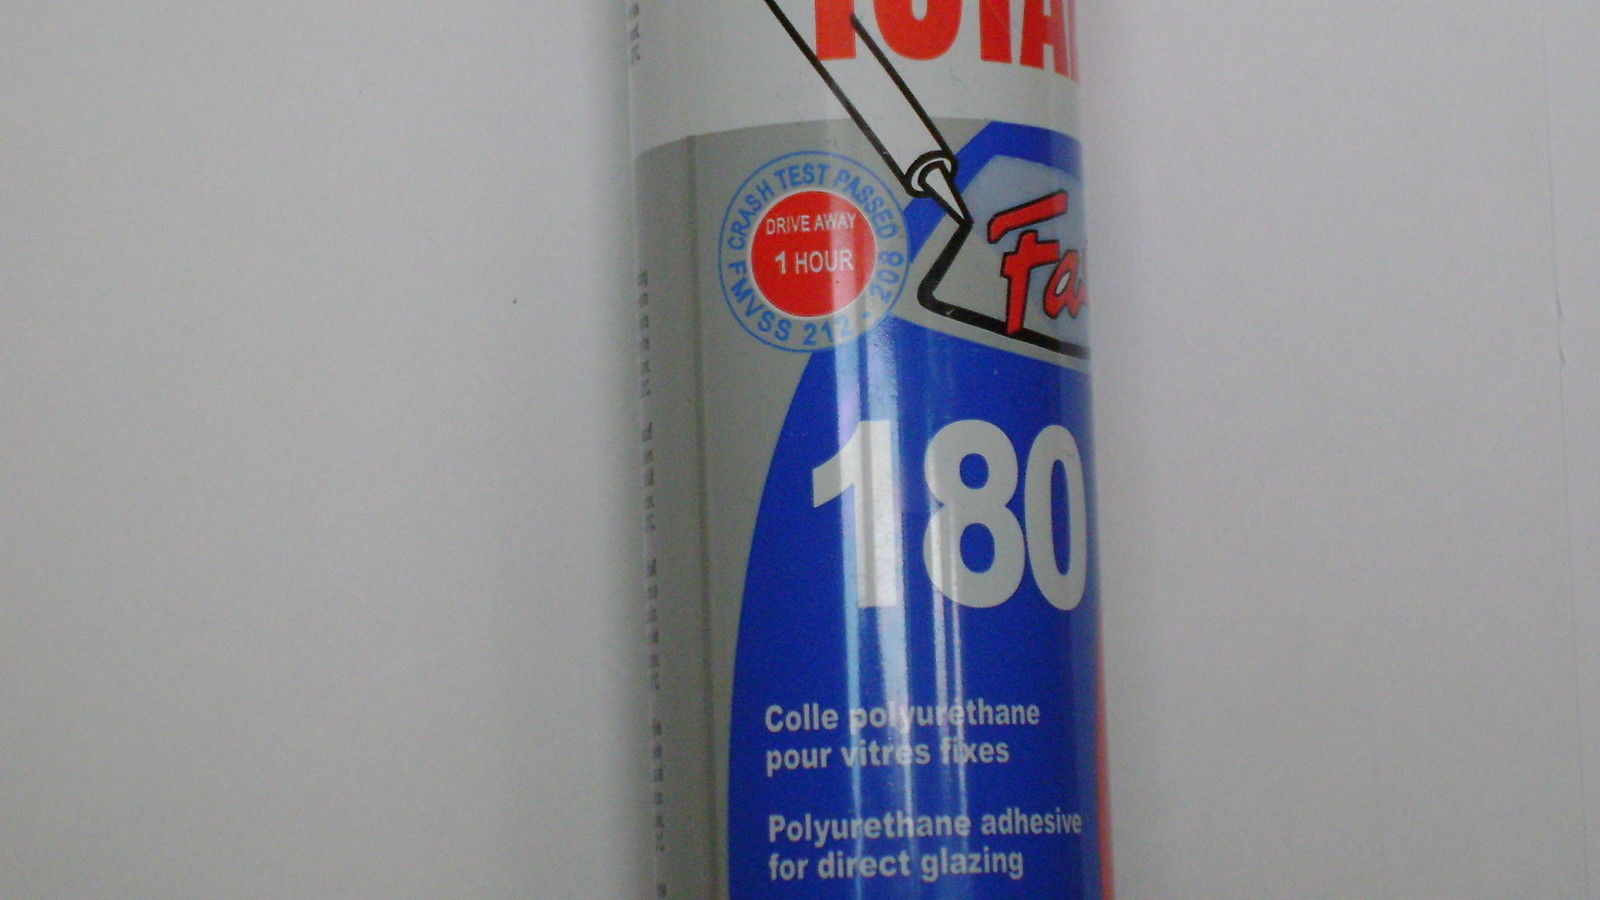 CRASH TEST PASSED
DRIVE AWAY
1 HOUR
FMVSS 212 - 208
180
Colle polyuréthane
pour vitres fixes
Polyurethane adhesive
for direct glazing